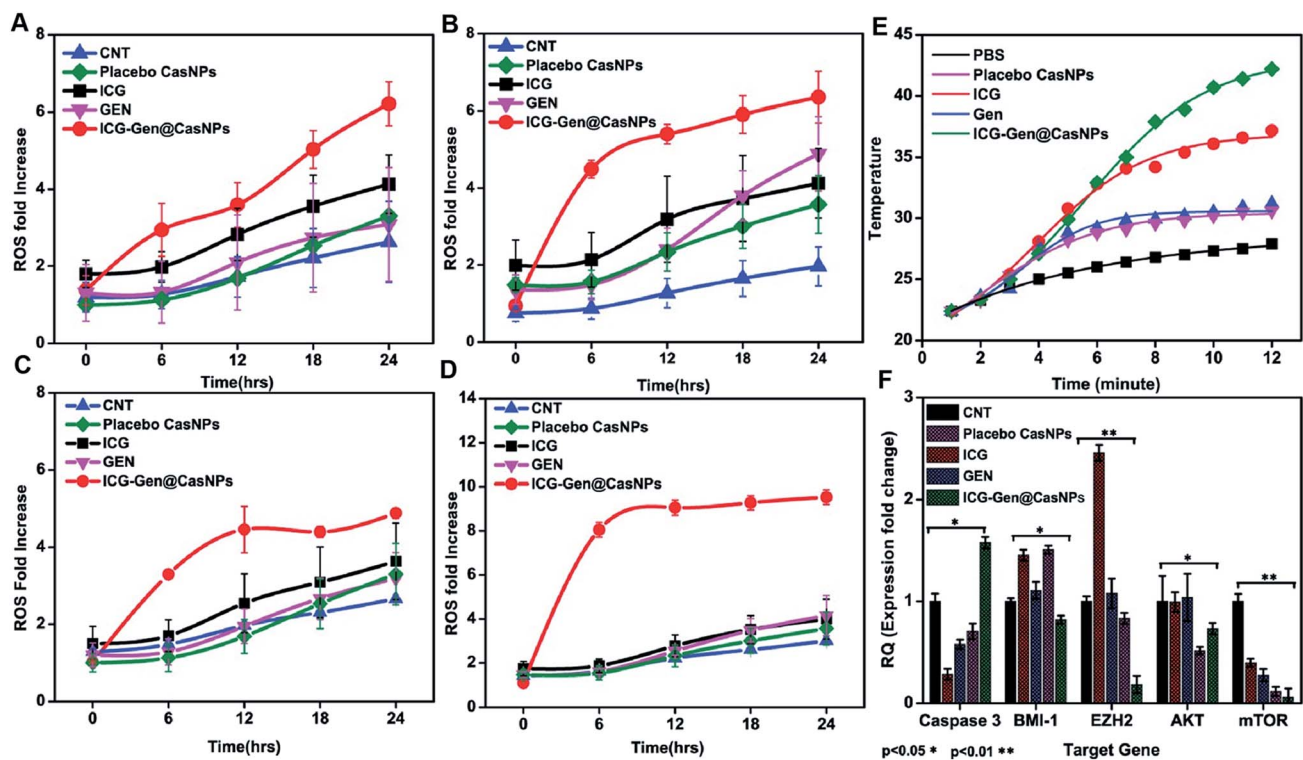 A
ROS fold Increase
8
6
4
2
0
CNT
Placebo CasNPs
ICG
GEN
ICG-Gen@CasNPs
0 6 12 18 24
Time(hrs)
B
ROS fold Increase
8
6
4
2
0
CNT
Placebo CasNPs
ICG
GEN
ICG-Gen@CasNPs
0 6 12 18 24
Time(hrs)
E
Temperature
45
40
35
30
25
20
PBS
Placebo CasNPs
ICG
Gen
ICG-Gen@CasNPs
0 2 4 6 8 10 12
Time (minute)
C
ROS Fold Increase
8
6
4
2
0
CNT
Placebo CasNPs
ICG
GEN
ICG-Gen@CasNPs
0 6 12 18 24
Time(hrs)
D
ROS fold Increase
14
12
10
8
6
4
2
0
CNT
Placebo CasNPs
ICG
GEN
ICG-Gen@CasNPs
0 6 12 18 24
Time(hrs)
F
RQ (Expression fold change)
3
2
1
0
CNT
Placebo CasNPs
ICG
GEN
ICG-Gen@CasNPs
*
*
**
*
**
Caspase 3 BMI-1 EZH2 AKT mTOR
p<0.05 * p<0.01 ** Target Gene